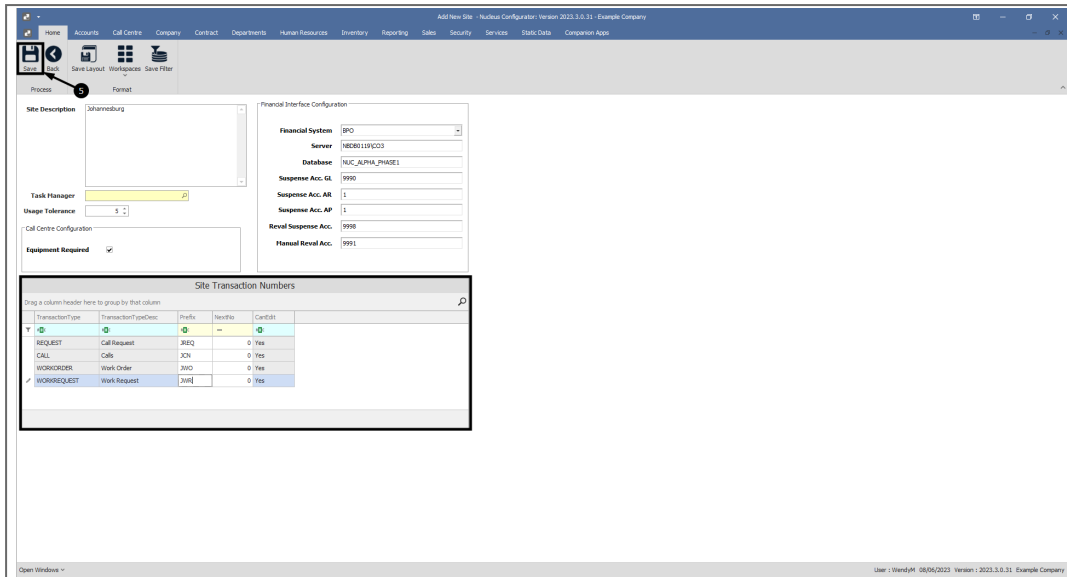 Add New Site - Nucleus Configurator: Version 2023.3.0.31 - Example Company
Home Accounts Call Centre Company Contract Departments Human Resources Inventory Reporting Sales Security Services Static Data Companion Apps
Save Back Save Layout Workspaces Save Filter
5
Process Format
Site Description Johannesburg
Task Manager
Usage Tolerance 5
Call Centre Configuration
Equipment Required
Financial Interface Configuration
Financial System BPO
Server NBDB0119\CO3
Database NUC_ALPHA_PHASE1
Suspense Acc. GL 9990
Suspense Acc. AR 1
Suspense Acc. AP 1
Reval Suspense Acc. 9998
Manual Reval Acc. 9991
Site Transaction Numbers
Drag a column header here to group by that column
TransactionType TransactionTypeDesc Prefix NextNo CanEdit
REQUEST Call Request JREQ 0 Yes
CALL Calls JCN 0 Yes
WORKORDER Work Order JWO 0 Yes
WORKREQUEST Work Request JWR 0 Yes
Open Windows
User : WendyM 08/06/2023 Version : 2023.3.0.31 Example Company